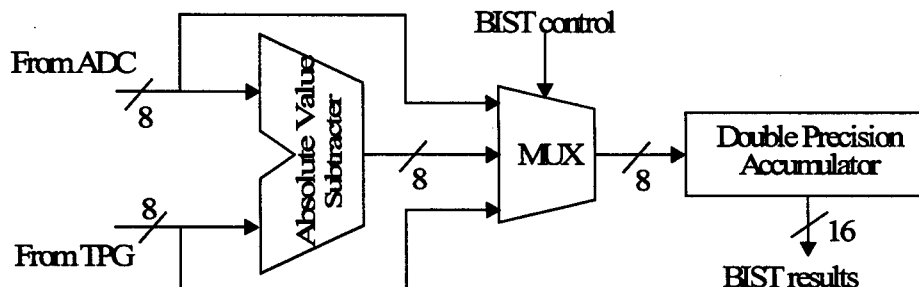 BIST control
From ADC
8
Absolute Value
Subtracter
8
MUX
8
Double Precision
Accumulator
8
From TPG
16
BIST results